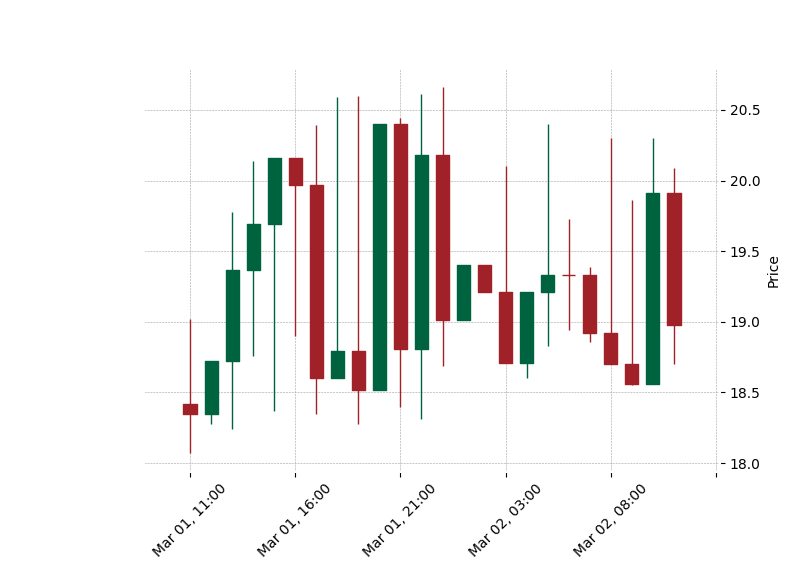 20.5
20.0
19.5
19.0
18.5
18.0
Price
Mar 01, 11:00
Mar 01, 16:00
Mar 01, 21:00
Mar 02, 03:00
Mar 02, 08:00